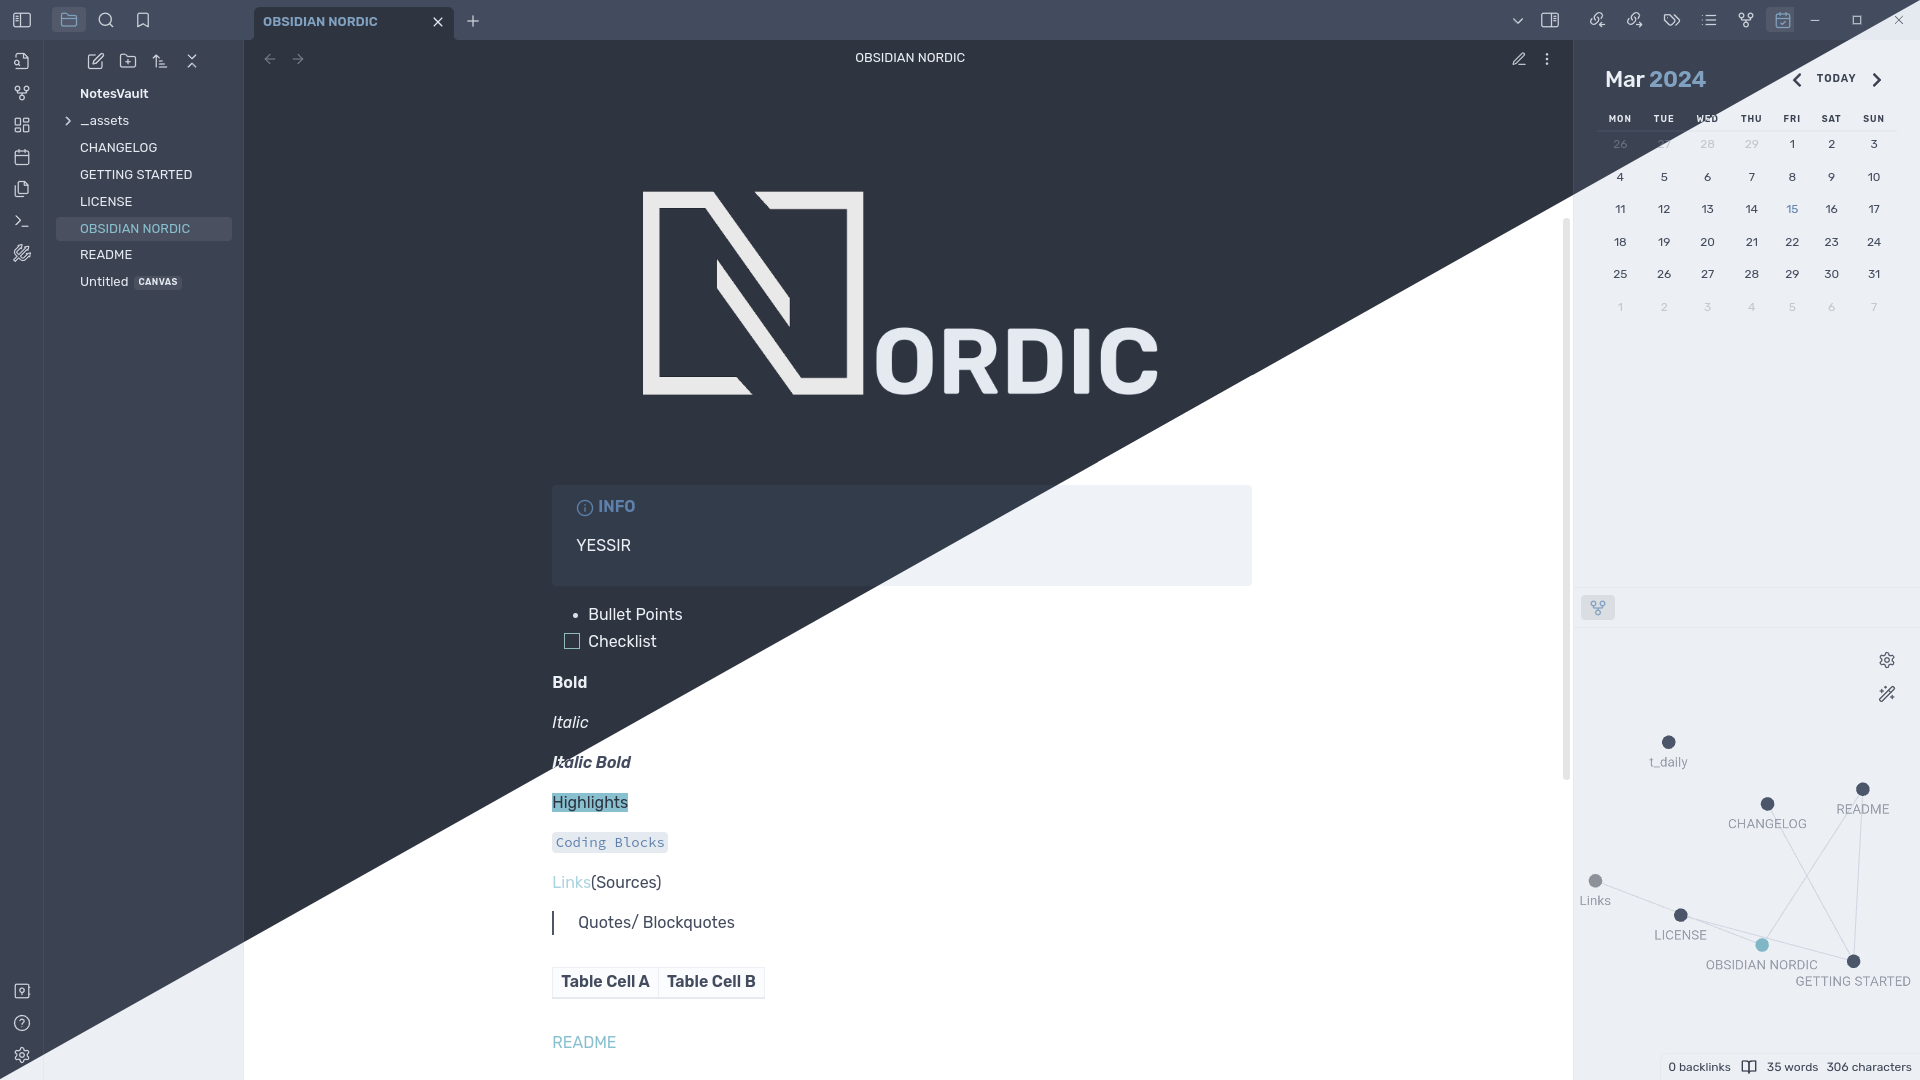 OBSIDIAN NORDIC
OBSIDIAN NORDIC
NotesVault
_assets
CHANGELOG
GETTING STARTED
LICENSE
OBSIDIAN NORDIC
README
Untitled CANVAS
NORDIC
INFO
YESSIR
Bullet Points
Checklist
Bold
Italic
Italic Bold
Highlights
Coding Blocks
Links(Sources)
Quotes/ Blockquotes
Table Cell A Table Cell B
README
Mar 2024 TODAY
MON TUE WED THU FRI SAT SUN
26 27 28 29 1 2 3
4 5 6 7 8 9 10
11 12 13 14 15 16 17
18 19 20 21 22 23 24
25 26 27 28 29 30 31
1 2 3 4 5 6 7
t_daily
README
CHANGELOG
Links
LICENSE
OBSIDIAN NORDIC
GETTING STARTED
0 backlinks 35 words 306 characters